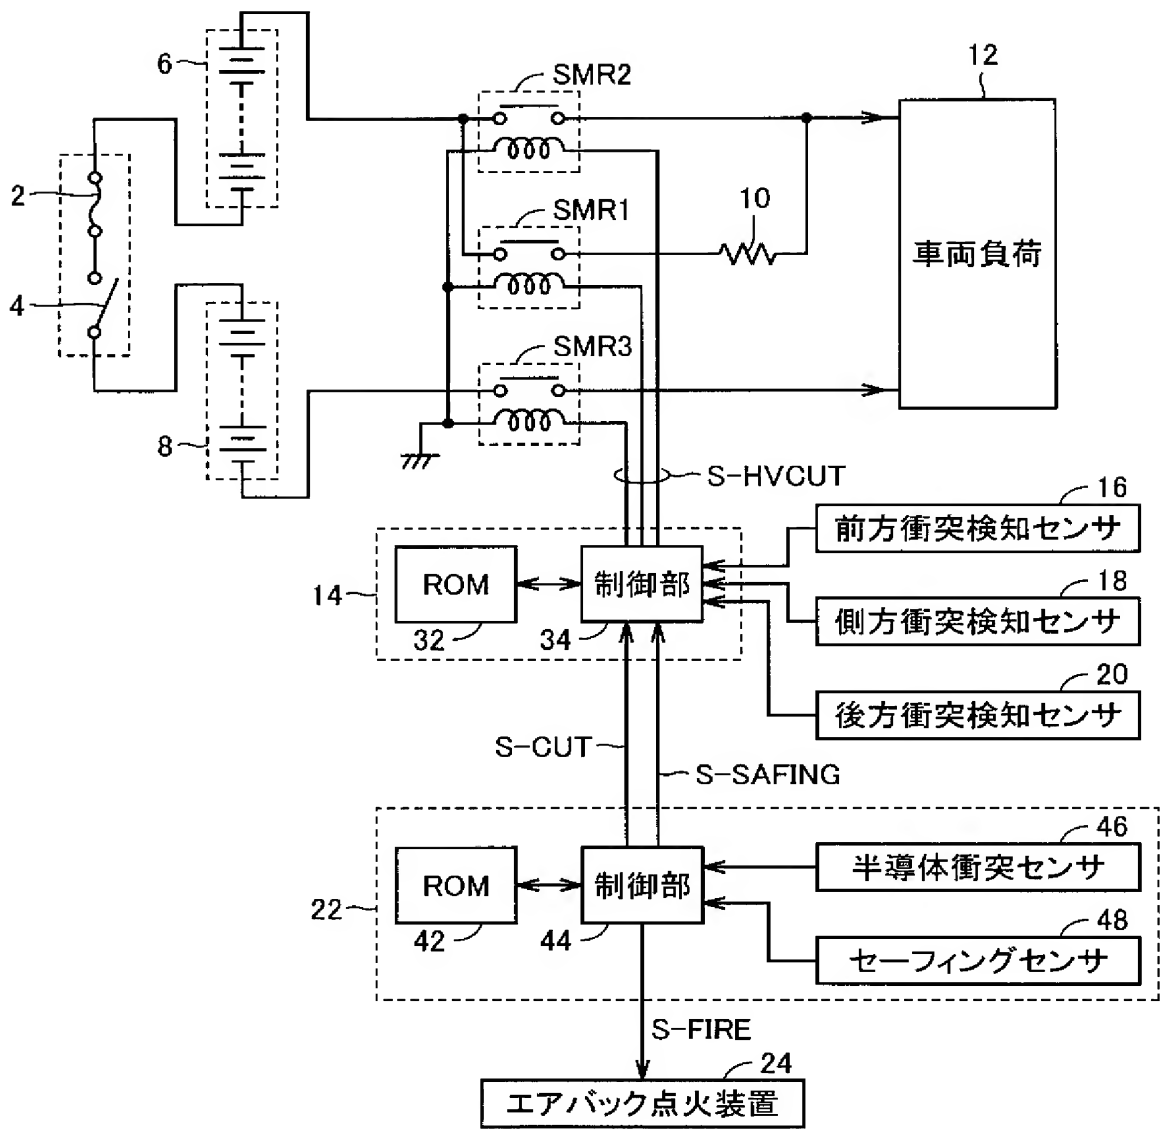 6
SMR2
12
2
SMR1
10
車両負荷
4
SMR3
8
S-HVCUT
16
前方衝突検知センサ
14
ROM
制御部
18
32
34
側方衝突検知センサ
20
後方衝突検知センサ
S-CUT
S-SAFING
46
半導体衝突センサ
ROM
制御部
22
42
44
48
セーフィングセンサ
S-FIRE
24
エアバック点火装置